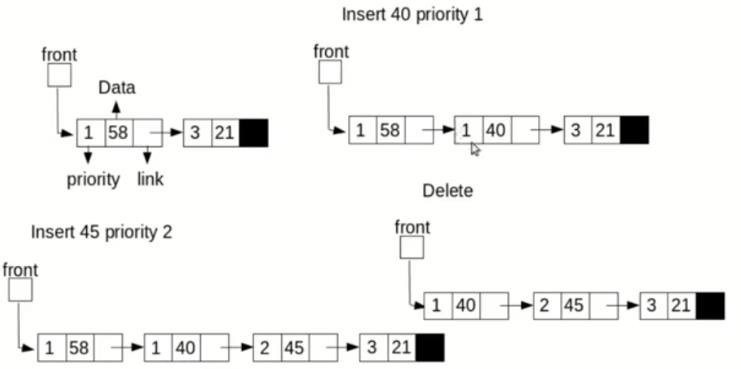 front
Data
1 58 3 21
priority link
Insert 40 priority 1
front
1 58 1 40 3 21
Insert 45 priority 2
front
1 58 1 40 2 45 3 21
Delete
front
1 40 2 45 3 21